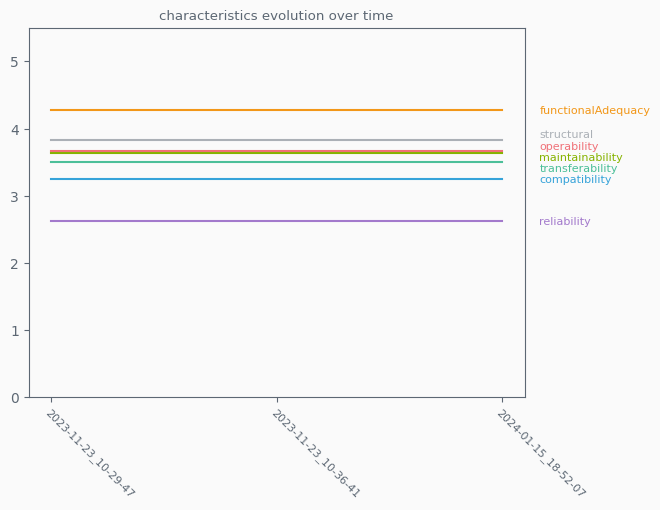 characteristics evolution over time
5
4
3
2
1
0
functionalAdequacy
structural
operability
maintainability
transferability
compatibility
reliability
2023-11-23_10-29-47
2023-11-23_10-36-41
2024-01-15_18-52-07